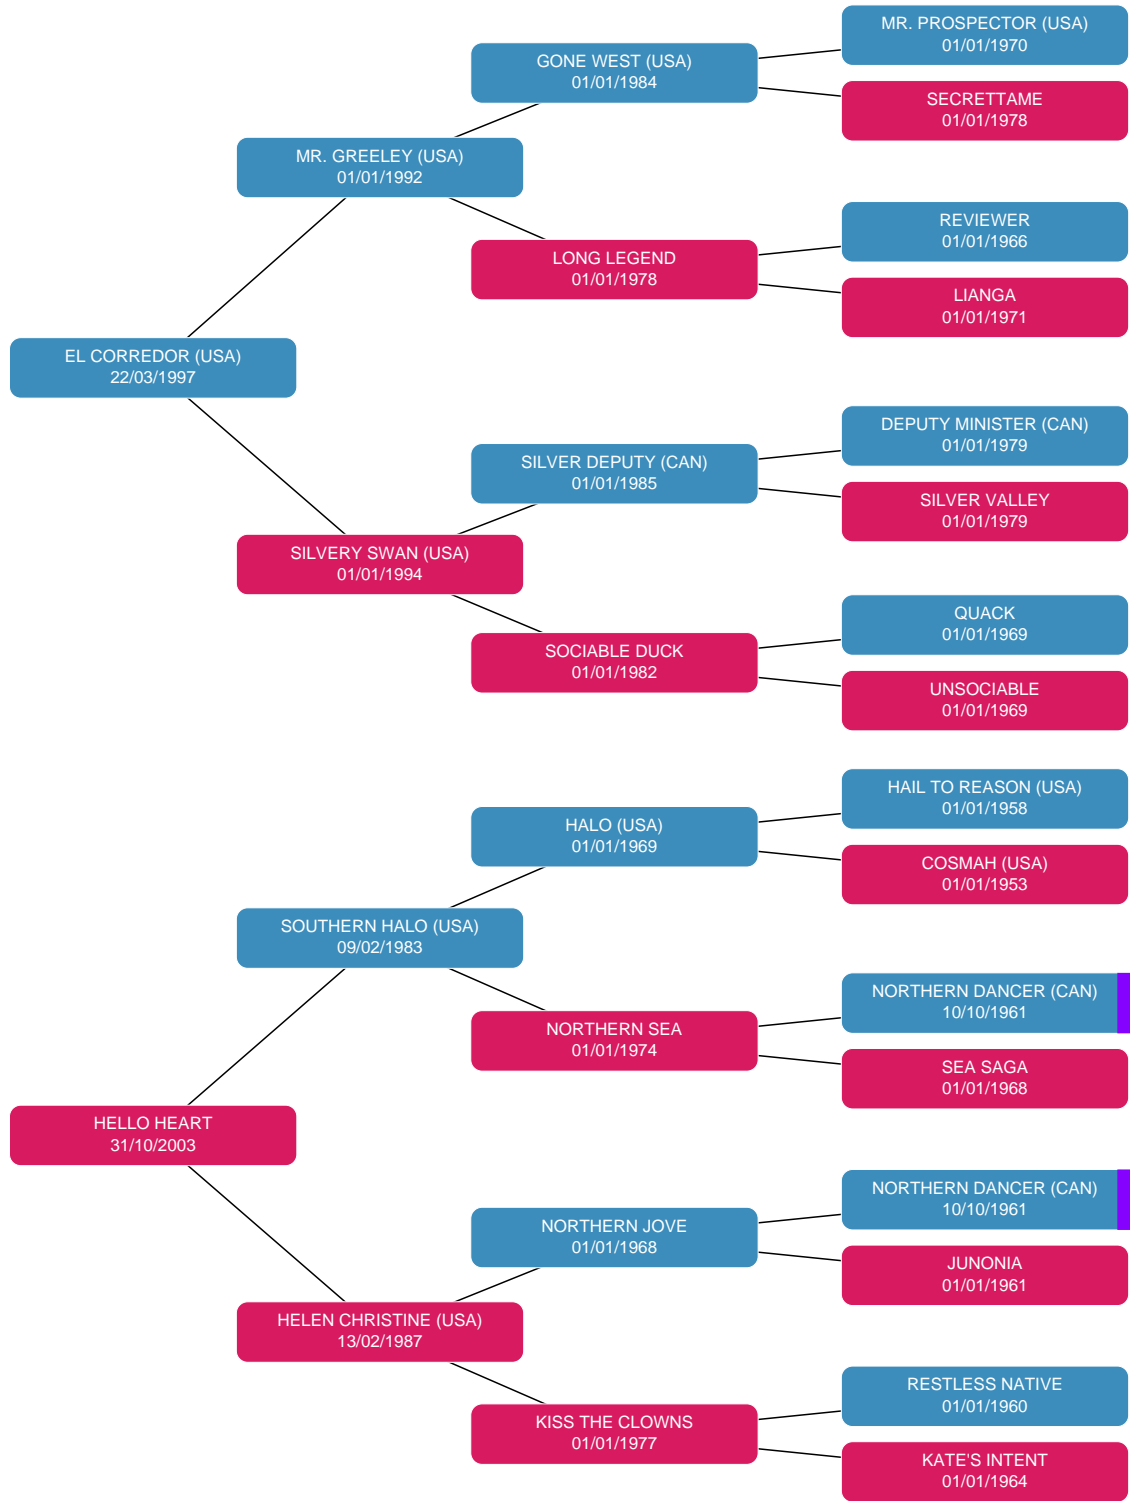 MR. PROSPECTOR (USA)
01/01/1970
GONE WEST (USA)
01/01/1984
SECRETTAME
01/01/1978
MR. GREELEY (USA)
01/01/1992
REVIEWER
01/01/1966
LONG LEGEND
01/01/1978
LIANGA
01/01/1971
EL CORREDOR (USA)
22/03/1997
DEPUTY MINISTER (CAN)
01/01/1979
SILVER DEPUTY (CAN)
01/01/1985
SILVER VALLEY
01/01/1979
SILVERY SWAN (USA)
01/01/1994
QUACK
01/01/1969
SOCIABLE DUCK
01/01/1982
UNSOCIABLE
01/01/1969
HAIL TO REASON (USA)
01/01/1958
HALO (USA)
01/01/1969
COSMAH (USA)
01/01/1953
SOUTHERN HALO (USA)
09/02/1983
NORTHERN DANCER (CAN)
10/10/1961
NORTHERN SEA
01/01/1974
SEA SAGA
01/01/1968
HELLO HEART
31/10/2003
NORTHERN DANCER (CAN)
10/10/1961
NORTHERN JOVE
01/01/1968
JUNONIA
01/01/1961
HELEN CHRISTINE (USA)
13/02/1987
RESTLESS NATIVE
01/01/1960
KISS THE CLOWNS
01/01/1977
KATE'S INTENT
01/01/1964